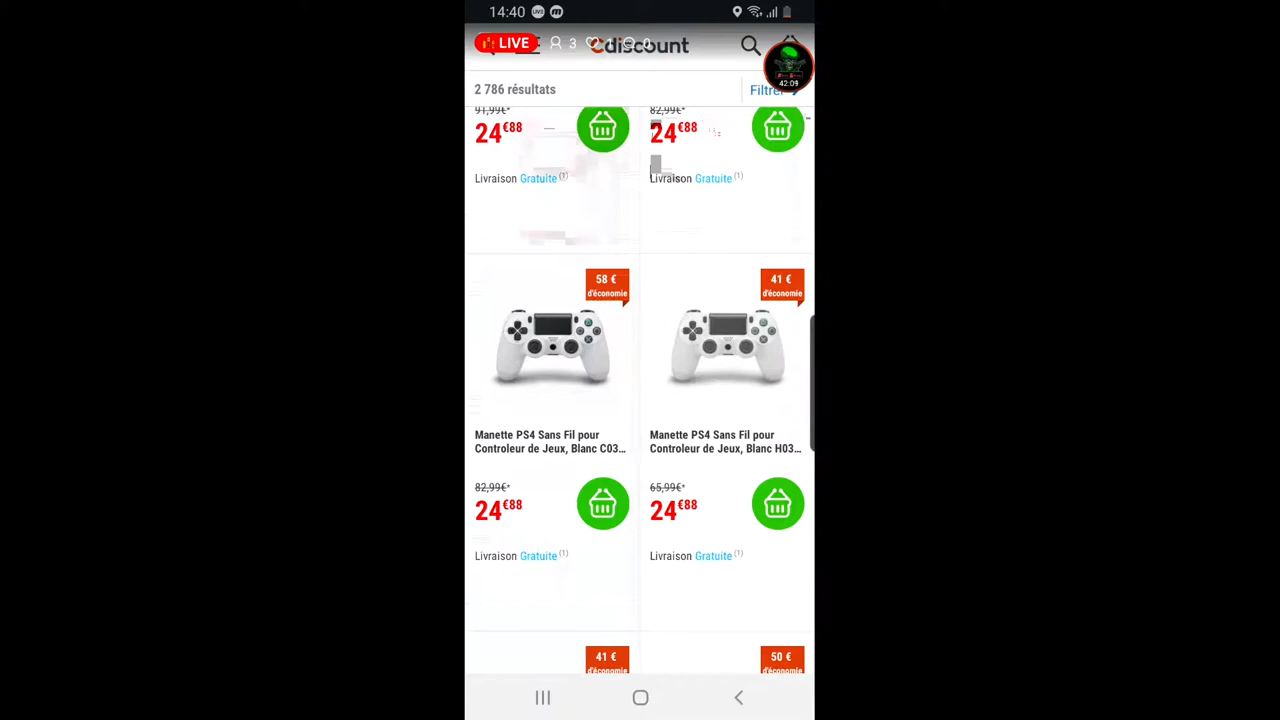 14:40 LIVE m
LIVE 3 1 0
Cdiscount
42:09
2 786 résultats
Filtrer
91,99€*
82,99€*
24€88
24€88
Livraison Gratuite (1)
Livraison Gratuite (1)
58 €
d'économie
41 €
d'économie
Manette PS4 Sans Fil pour
Controleur de Jeux, Blanc C03...
Manette PS4 Sans Fil pour
Controleur de Jeux, Blanc H03...
82,99€*
65,99€*
24€88
24€88
Livraison Gratuite (1)
Livraison Gratuite (1)
41 €
d'économie
50 €
d'économie